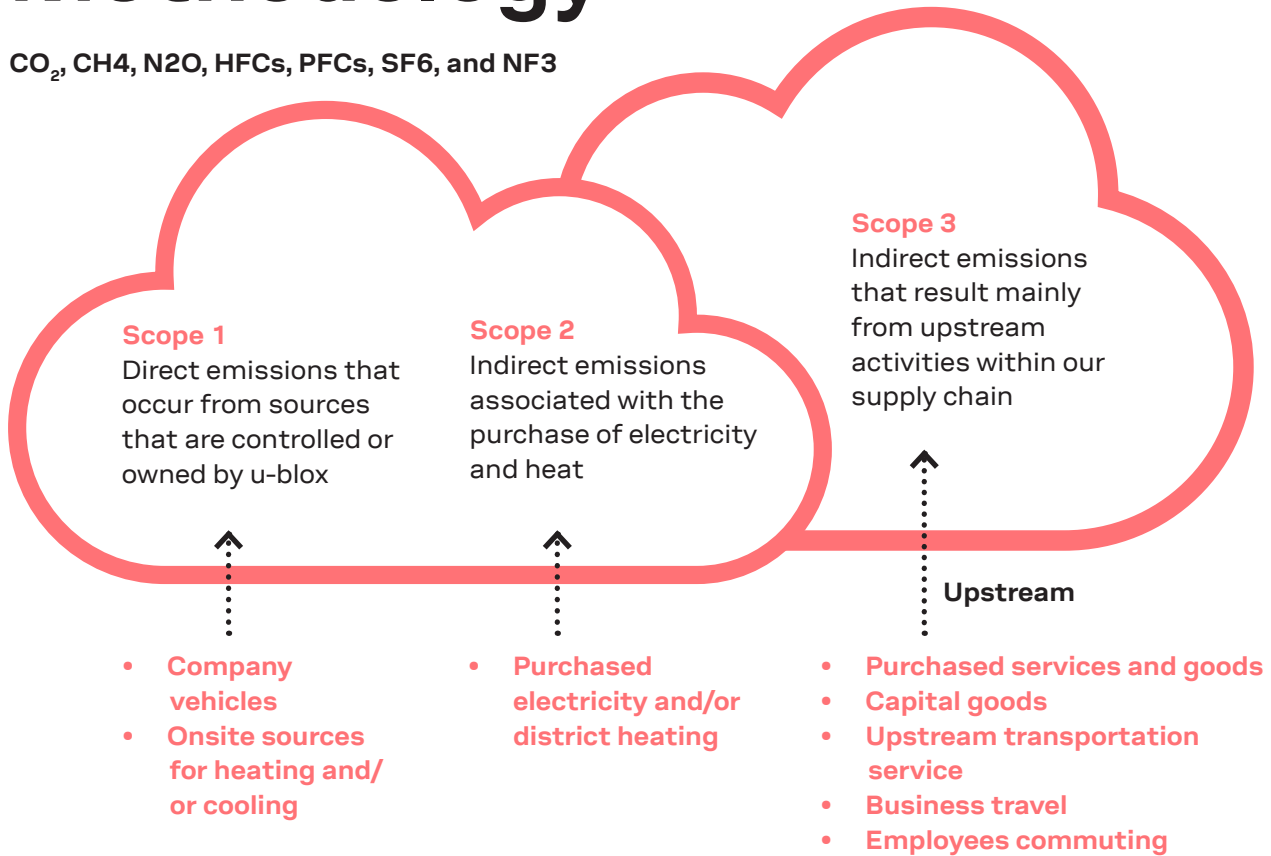 Methodology
CO₂, CH4, N2O, HFCs, PFCs, SF6, and NF3
Scope 1
Direct emissions that
occur from sources
that are controlled or
owned by u-blox
Scope 2
Indirect emissions
associated with the
purchase of electricity
and heat
Scope 3
Indirect emissions
that result mainly
from upstream
activities within our
supply chain
Upstream
• Company
vehicles
• Onsite sources
for heating and/
or cooling
• Purchased
electricity and/or
district heating
• Purchased services and goods
• Capital goods
• Upstream transportation
service
• Business travel
• Employees commuting